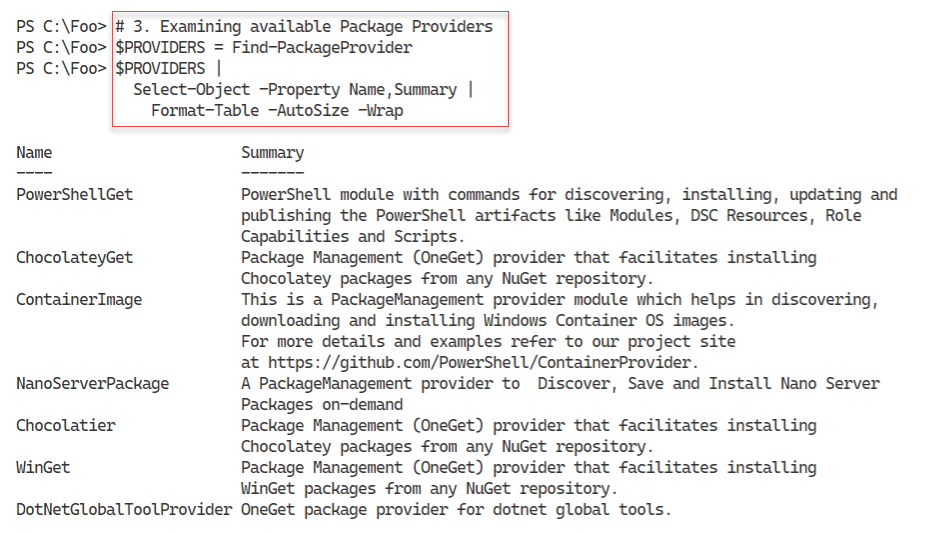 PS C:\Foo> # 3. Examining available Package Providers
PS C:\Foo> $PROVIDERS = Find-PackageProvider
PS C:\Foo> $PROVIDERS |
Select-Object -Property Name,Summary |
Format-Table -AutoSize -Wrap
Name Summary
---- -------
PowerShellGet PowerShell module with commands for discovering, installing, updating and
publishing the PowerShell artifacts like Modules, DSC Resources, Role
Capabilities and Scripts.
ChocolateyGet Package Management (OneGet) provider that facilitates installing
Chocolatey packages from any NuGet repository.
ContainerImage This is a PackageManagement provider module which helps in discovering,
downloading and installing Windows Container OS images.
For more details and examples refer to our project site
at https://github.com/PowerShell/ContainerProvider.
NanoServerPackage A PackageManagement provider to  Discover, Save and Install Nano Server
Packages on-demand
Chocolatier Package Management (OneGet) provider that facilitates installing
Chocolatey packages from any NuGet repository.
WinGet Package Management (OneGet) provider that facilitates installing
WinGet packages from any NuGet repository.
DotNetGlobalToolProvider OneGet package provider for dotnet global tools.